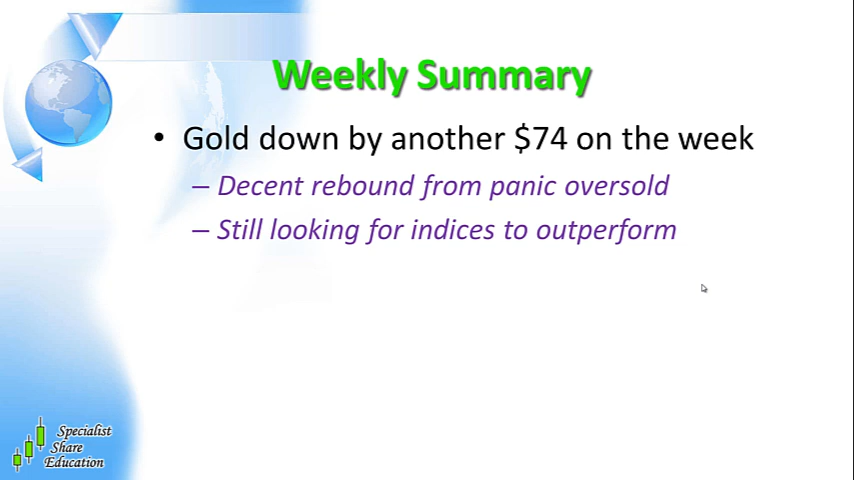 Weekly Summary
• Gold down by another $74 on the week
– Decent rebound from panic oversold
– Still looking for indices to outperform
Specialist
Share
Education